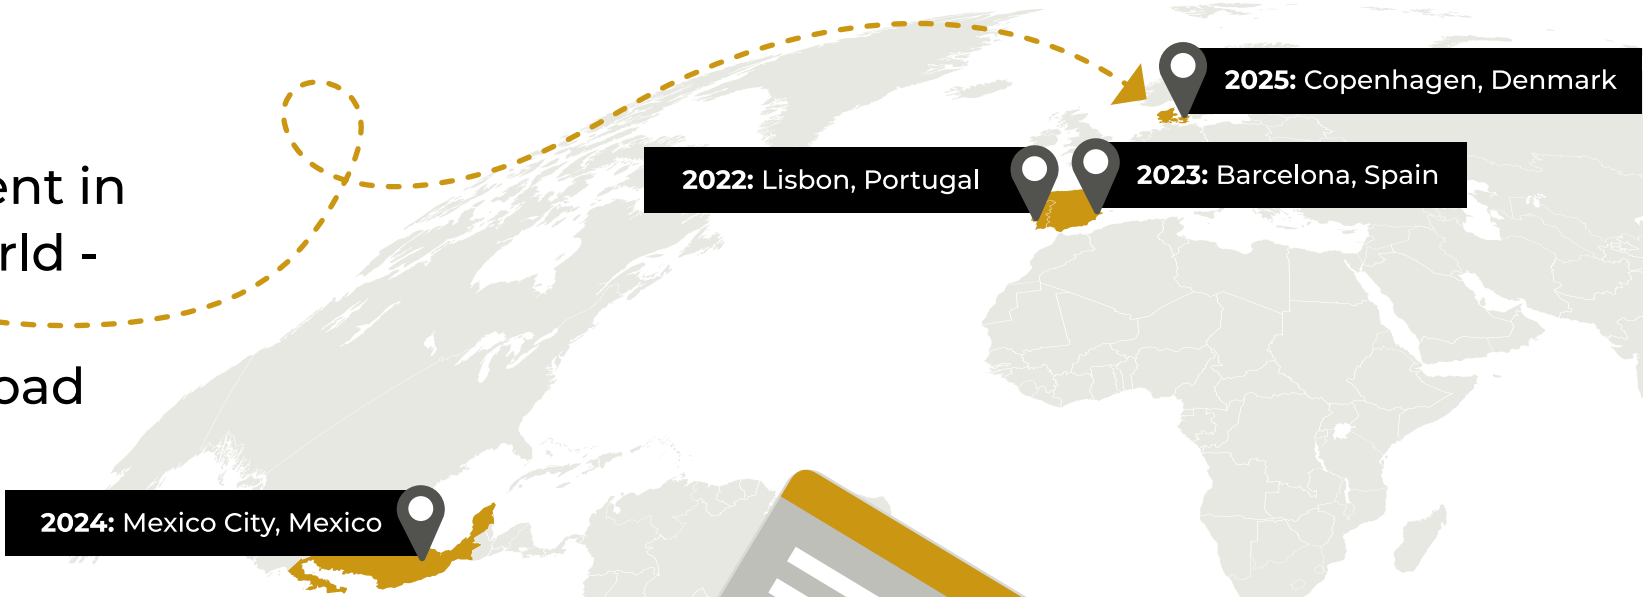 2025: Copenhagen, Denmark
2022: Lisbon, Portugal
2023: Barcelona, Spain
ent in
rld -
oad
2024: Mexico City, Mexico